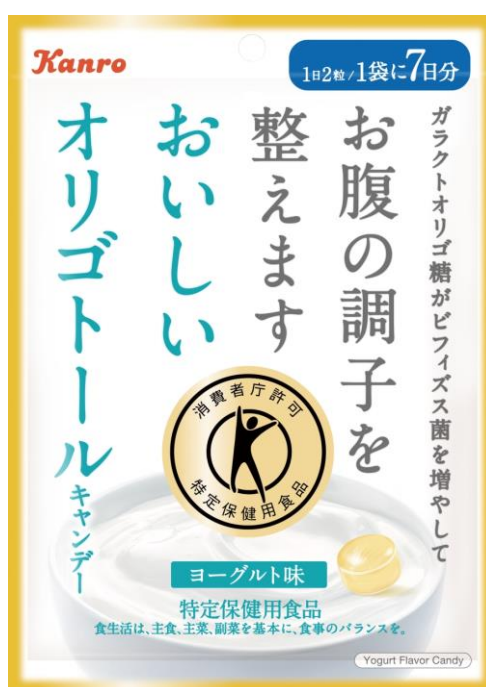 Kanro
1日2粒/1袋に7日分
ガラクトオリゴ糖がビフィズス菌を増やして
お腹の調子を
整えます
おいしい
オリゴトールキャンデー
消費者庁許可
特定保健用食品
ヨーグルト味
特定保健用食品
食生活は、主食、主菜、副菜を基本に、食事のバランスを。
Yogurt Flavor Candy